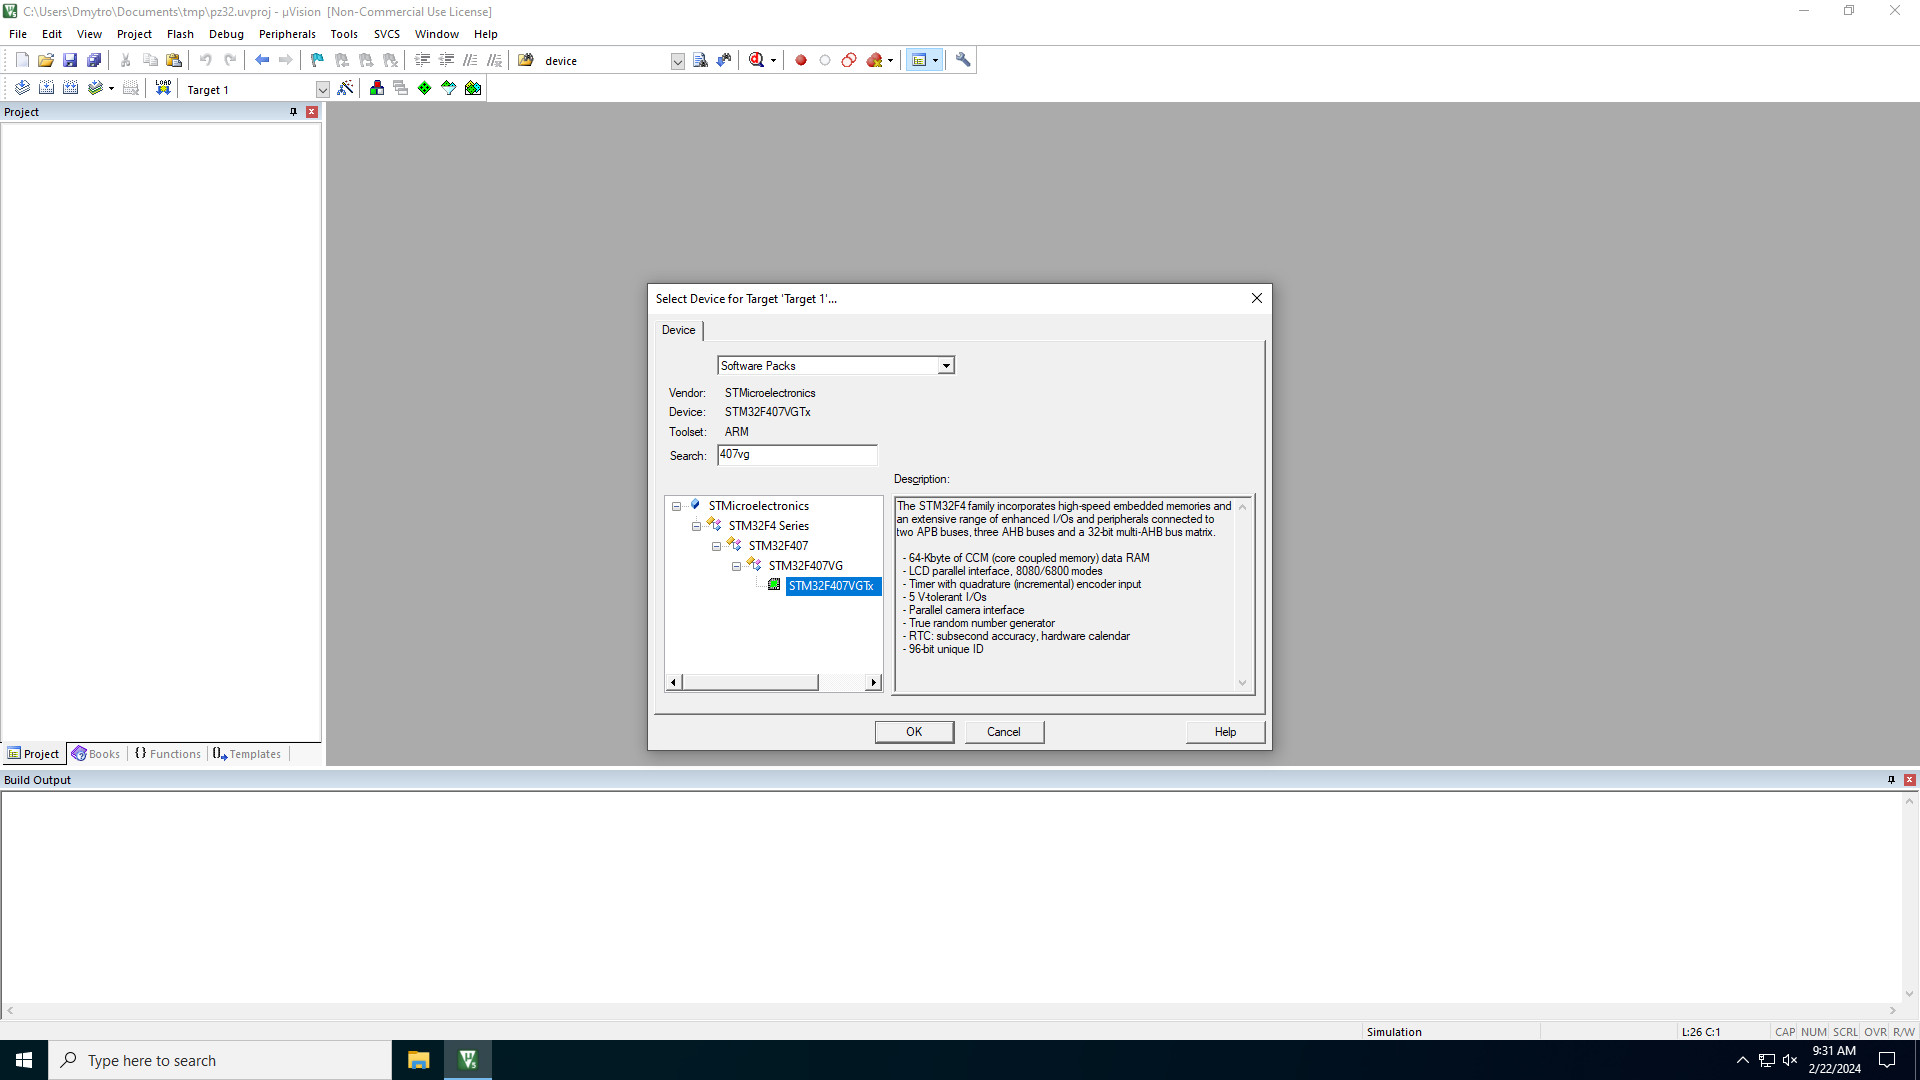 C:\Users\Dmytro\Documents\tmp\pz32.uvproj - µVision  [Non-Commercial Use License]
File Edit View Project Flash Debug Peripherals Tools SVCS Window Help
device
LOAD Target 1
Project
Select Device for Target 'Target 1'...
Device
Software Packs
Vendor: STMicroelectronics
Device: STM32F407VGTx
Toolset: ARM
Search: 407vg
Description:
STMicroelectronics
STM32F4 Series
STM32F407
STM32F407VG
STM32F407VGTx
The STM32F4 family incorporates high-speed embedded memories and
an extensive range of enhanced I/Os and peripherals connected to
two APB buses, three AHB buses and a 32-bit multi-AHB bus matrix.
- 64-Kbyte of CCM (core coupled memory) data RAM
- LCD parallel interface, 8080/6800 modes
- Timer with quadrature (incremental) encoder input
- 5 V-tolerant I/Os
- Parallel camera interface
- True random number generator
- RTC: subsecond accuracy, hardware calendar
- 96-bit unique ID
OK Cancel Help
Project Books {} Functions Templates
Build Output
Simulation L:26 C:1 CAP NUM SCRL OVR R/W
Type here to search
9:31 AM
2/22/2024